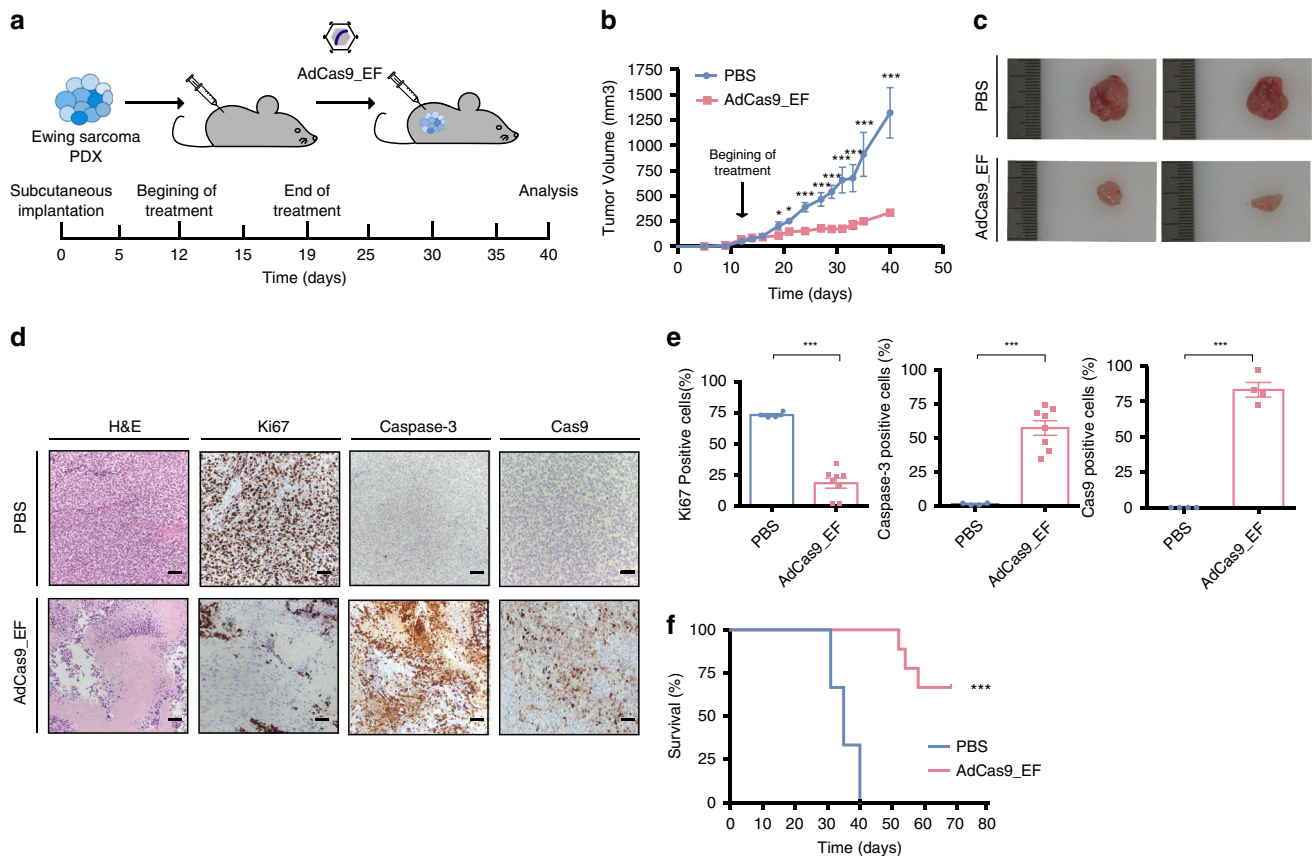 a
AdCas9_EF
Ewing sarcoma
PDX
Subcutaneous
implantation
Begining of
treatment
End of
treatment
Analysis
0 5 12 15 19 25 30 35 40
Time (days)
b
PBS
AdCas9_EF
Tumor Volume (mm3)
1750
1500
1250
1000
750
500
250
0
Begining of
treatment
* * *** *** *** *** *** *** ***
0 10 20 30 40 50
Time (days)
c
PBS
AdCas9_EF
d
H&E Ki67 Caspase-3 Cas9
PBS
AdCas9_EF
e
Ki67 Positive cells(%)
***
100
75
50
25
0
PBS
AdCas9_EF
Caspase-3 positive cells (%)
***
100
75
50
25
0
PBS
AdCas9_EF
Cas9 positive cells (%)
***
100
75
50
25
0
PBS
AdCas9_EF
f
Survival (%)
100
75
50
25
0
***
PBS
AdCas9_EF
0 10 20 30 40 50 60 70 80
Time (days)